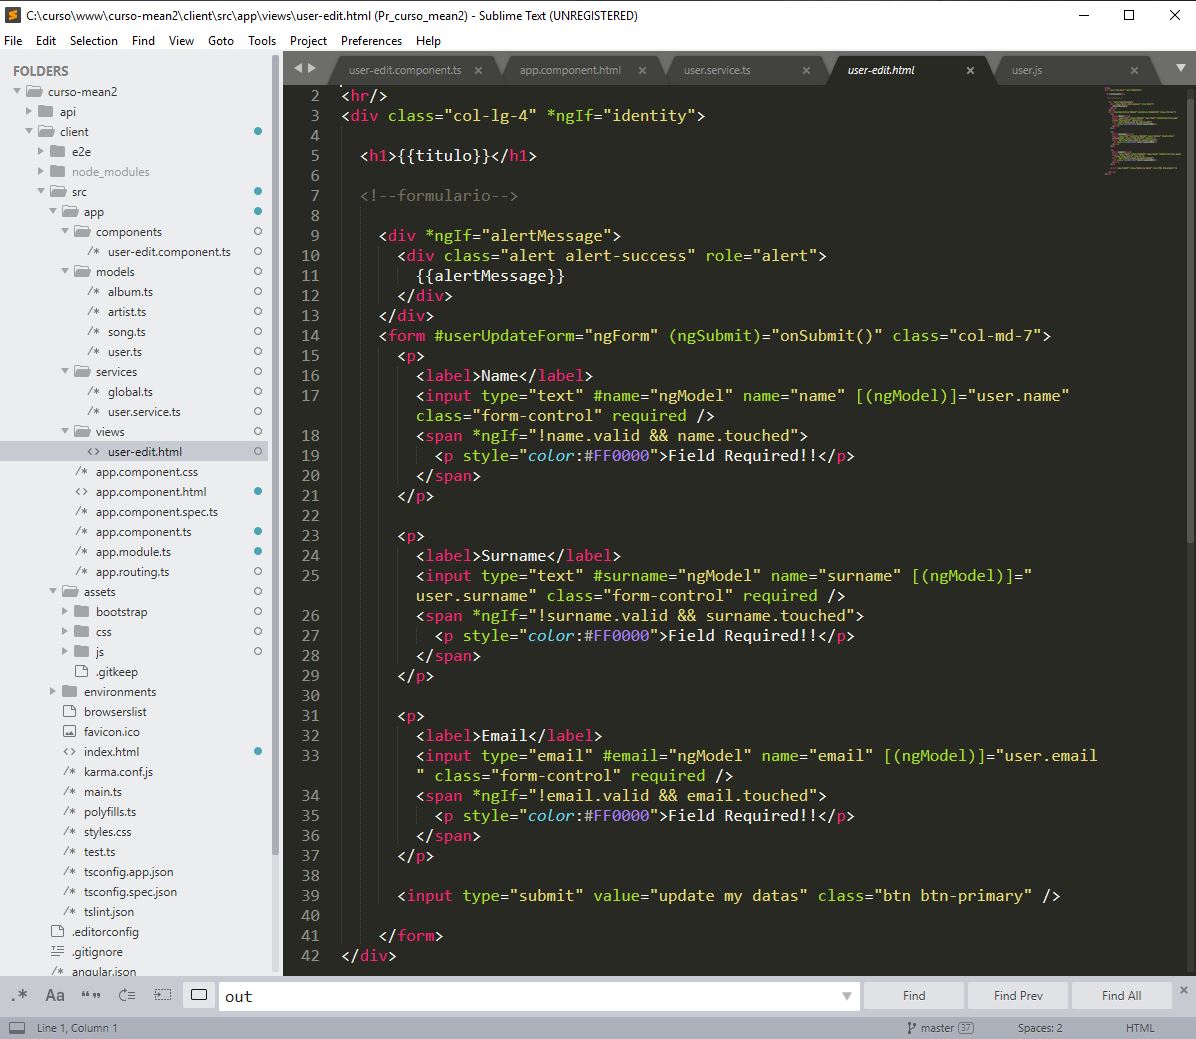 C:\curso\www\curso-mean2\client\src\app\views\user-edit.html (Pr_curso_mean2) - Sublime Text (UNREGISTERED)
File Edit Selection Find View Goto Tools Project Preferences Help
FOLDERS
curso-mean2
api
client
e2e
node_modules
src
app
components
/* user-edit.component.ts
models
/* album.ts
/* artist.ts
/* song.ts
/* user.ts
services
/* global.ts
/* user.service.ts
views
<> user-edit.html
/* app.component.css
<> app.component.html
/* app.component.spec.ts
/* app.component.ts
/* app.module.ts
/* app.routing.ts
assets
bootstrap
css
js
.gitkeep
environments
browserslist
favicon.ico
<> index.html
/* karma.conf.js
/* main.ts
/* polyfills.ts
/* styles.css
/* test.ts
/* tsconfig.app.json
/* tsconfig.spec.json
/* tslint.json
.editorconfig
.gitignore
/* angular.json
user-edit.component.ts × app.component.html × user.service.ts × user-edit.html × user.js ×
2 <hr/>
3 <div class="col-lg-4" *ngIf="identity">
4
5 <h1>{{titulo}}</h1>
6
7 <!--formulario-->
8
9 <div *ngIf="alertMessage">
10 <div class="alert alert-success" role="alert">
11 {{alertMessage}}
12 </div>
13 </div>
14 <form #userUpdateForm="ngForm" (ngSubmit)="onSubmit()" class="col-md-7">
15 <p>
16 <label>Name</label>
17 <input type="text" #name="ngModel" name="name" [(ngModel)]="user.name"
class="form-control" required />
18 <span *ngIf="!name.valid && name.touched">
19 <p style="color:#FF0000">Field Required!!</p>
20 </span>
21 </p>
22
23 <p>
24 <label>Surname</label>
25 <input type="text" #surname="ngModel" name="surname" [(ngModel)]="
user.surname" class="form-control" required />
26 <span *ngIf="!surname.valid && surname.touched">
27 <p style="color:#FF0000">Field Required!!</p>
28 </span>
29 </p>
30
31 <p>
32 <label>Email</label>
33 <input type="email" #email="ngModel" name="email" [(ngModel)]="user.email
" class="form-control" required />
34 <span *ngIf="!email.valid && email.touched">
35 <p style="color:#FF0000">Field Required!!</p>
36 </span>
37 </p>
38
39 <input type="submit" value="update my datas" class="btn btn-primary" />
40
41 </form>
42 </div>
.* Aa “” out Find Find Prev Find All ×
Line 1, Column 1 master 37 Spaces: 2 HTML